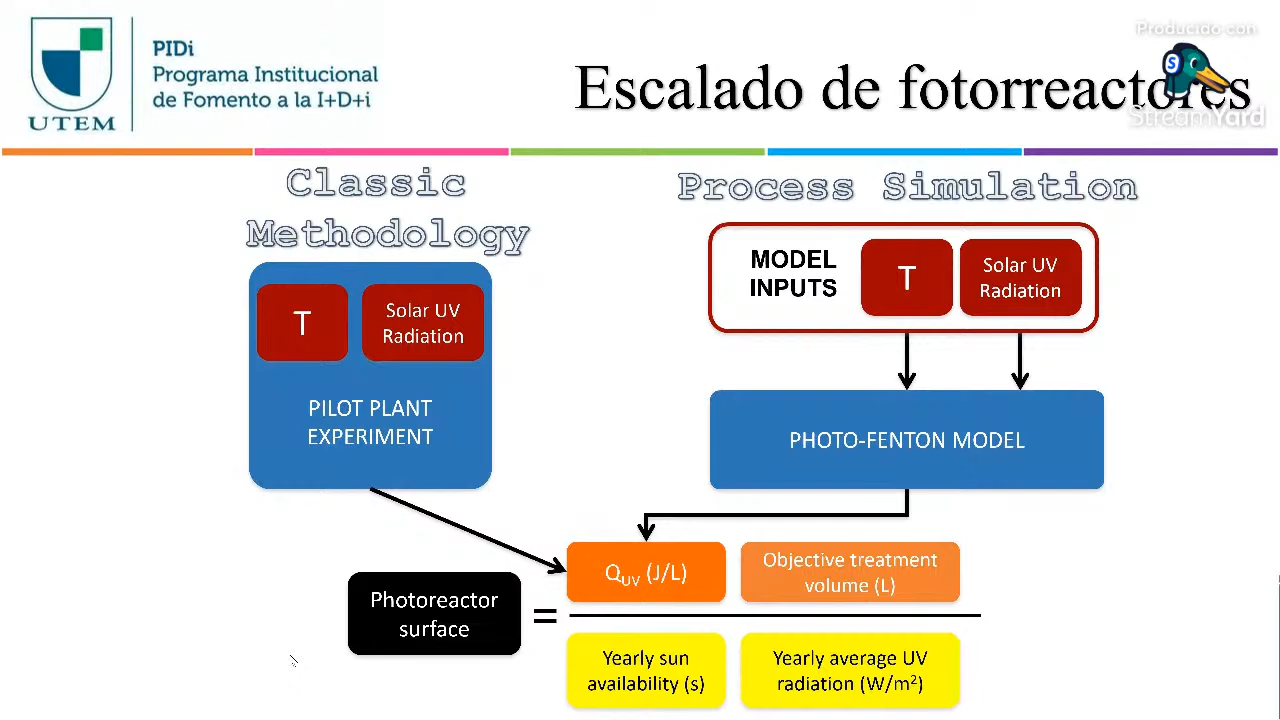 UTEM
PIDi
Programa Institucional
de Fomento a la I+D+i
Producido con
StreamYard
Escalado de fotorreactores
Classic
Methodology
T
Solar UV
Radiation
PILOT PLANT
EXPERIMENT
Process Simulation
MODEL
INPUTS
T
Solar UV
Radiation
PHOTO-FENTON MODEL
Photoreactor
surface
=
QUV (J/L)
Objective treatment
volume (L)
Yearly sun
availability (s)
Yearly average UV
radiation (W/m²)